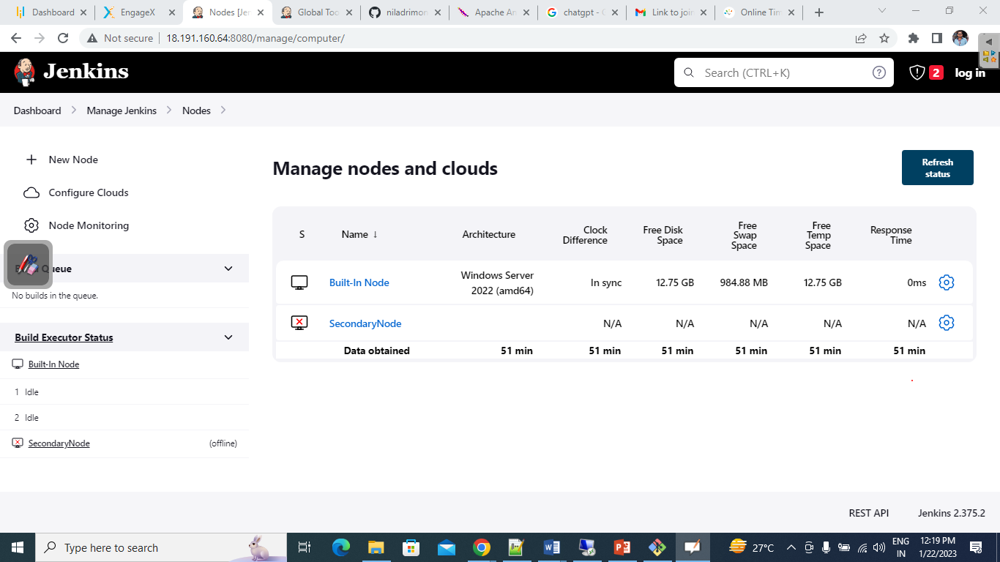 Dashboard
EngageX
Nodes [Jen
Global Too
niladrimon
Apache An
chatgpt - G
Link to join
Online Tim
Not secure
18.191.160.64:8080/manage/computer/
Jenkins
Search (CTRL+K)
2
log in
Dashboard
Manage Jenkins
Nodes
New Node
Configure Clouds
Node Monitoring
Queue
No builds in the queue.
Build Executor Status
Built-In Node
1 Idle
2 Idle
SecondaryNode (offline)
Manage nodes and clouds
Refresh
status
S Name ↓ Architecture Clock Difference Free Disk Space Free Swap Space Free Temp Space Response Time
Built-In Node Windows Server 2022 (amd64) In sync 12.75 GB 984.88 MB 12.75 GB 0ms
SecondaryNode N/A N/A N/A N/A N/A
Data obtained 51 min 51 min 51 min 51 min 51 min 51 min
REST API Jenkins 2.375.2
Type here to search
27°C
ENG
IN
12:19 PM
1/22/2023